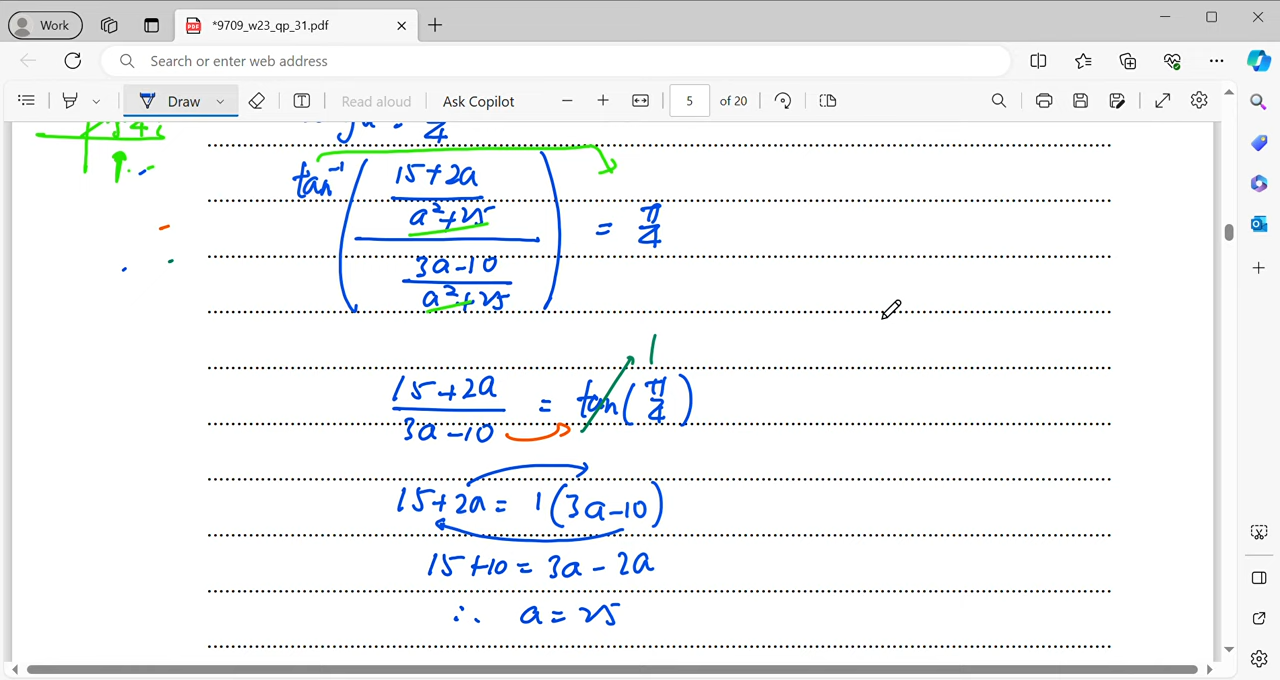 Work
*9709_w23_qp_31.pdf
Search or enter web address
Draw
Read aloud
Ask Copilot
5 of 20
π/4
tan⁻¹ ( ((15+2a)/(a²+25)) / ((3a-10)/(a²+25)) ) = π/4
1
(15+2a)/(3a-10) = tan(π/4)
15+2a = 1(3a-10)
15+10 = 3a-2a
∴ a=25